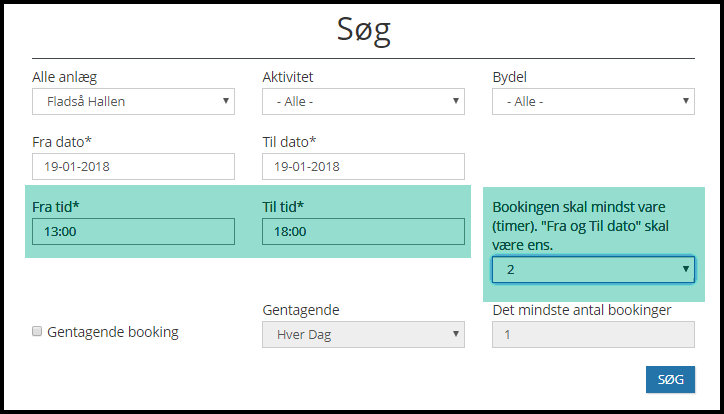 Søg
Alle anlæg
Aktivitet
Bydel
Fladså Hallen
- Alle -
- Alle -
Fra dato*
Til dato*
19-01-2018
19-01-2018
Fra tid*
Til tid*
Bookingen skal mindst vare
(timer). "Fra og Til dato" skal
være ens.
13:00
18:00
2
Gentagende booking
Gentagende
Det mindste antal bookinger
Hver Dag
1
SØG